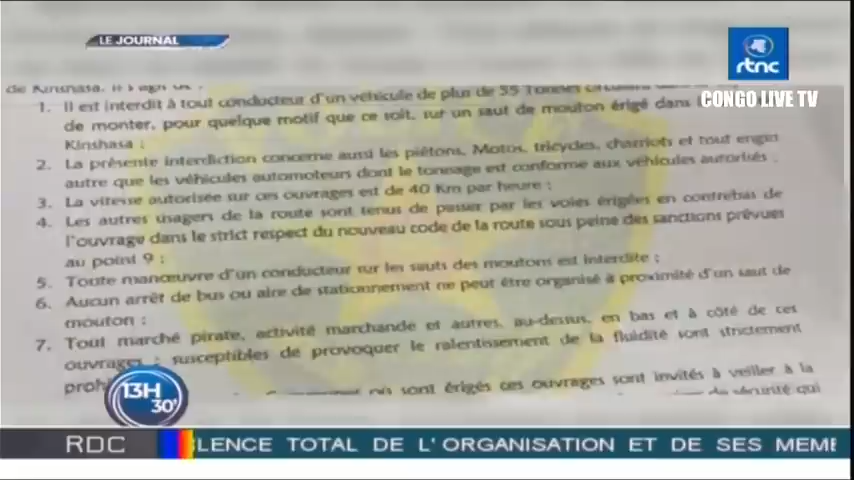 LE JOURNAL
rtnc
CONGO LIVE TV
de Kinshasa. Il s'agit de :
1. Il est interdit à tout conducteur d'un véhicule de plus de 55 Tonnes
de monter, pour quelque motif que ce soit, sur un saut de mouton érigé dans
Kinshasa ;
2. La présente interdiction concerne aussi les piétons, Motos, tricycles, charriots et tout engin
autre que les véhicules automoteurs dont le tonnage est conforme aux véhicules autorisés ;
3. La vitesse autorisée sur ces ouvrages est de 40 Km par heure ;
4. Les autres usagers de la route sont tenus de passer par les voies érigées en contrebas de
l'ouvrage dans le strict respect du nouveau code de la route sous peine des sanctions prévues
au point 9 ;
5. Toute manœuvre d'un conducteur sur les sauts des moutons est interdite ;
6. Aucun arrêt de bus ou aire de stationnement ne peut être organisé à proximité d'un saut de
mouton ;
7. Tout marché pirate, activité marchande et autres, au-dessus, en bas et à côté de ces
ouvrages ; susceptibles de provoquer le ralentissement de la fluidité sont strictement
proh
où sont érigés ces ouvrages sont invités à veiller à la
de sécurité qui
13H
30'
RDC
LENCE TOTAL DE L'ORGANISATION ET DE SES MEME